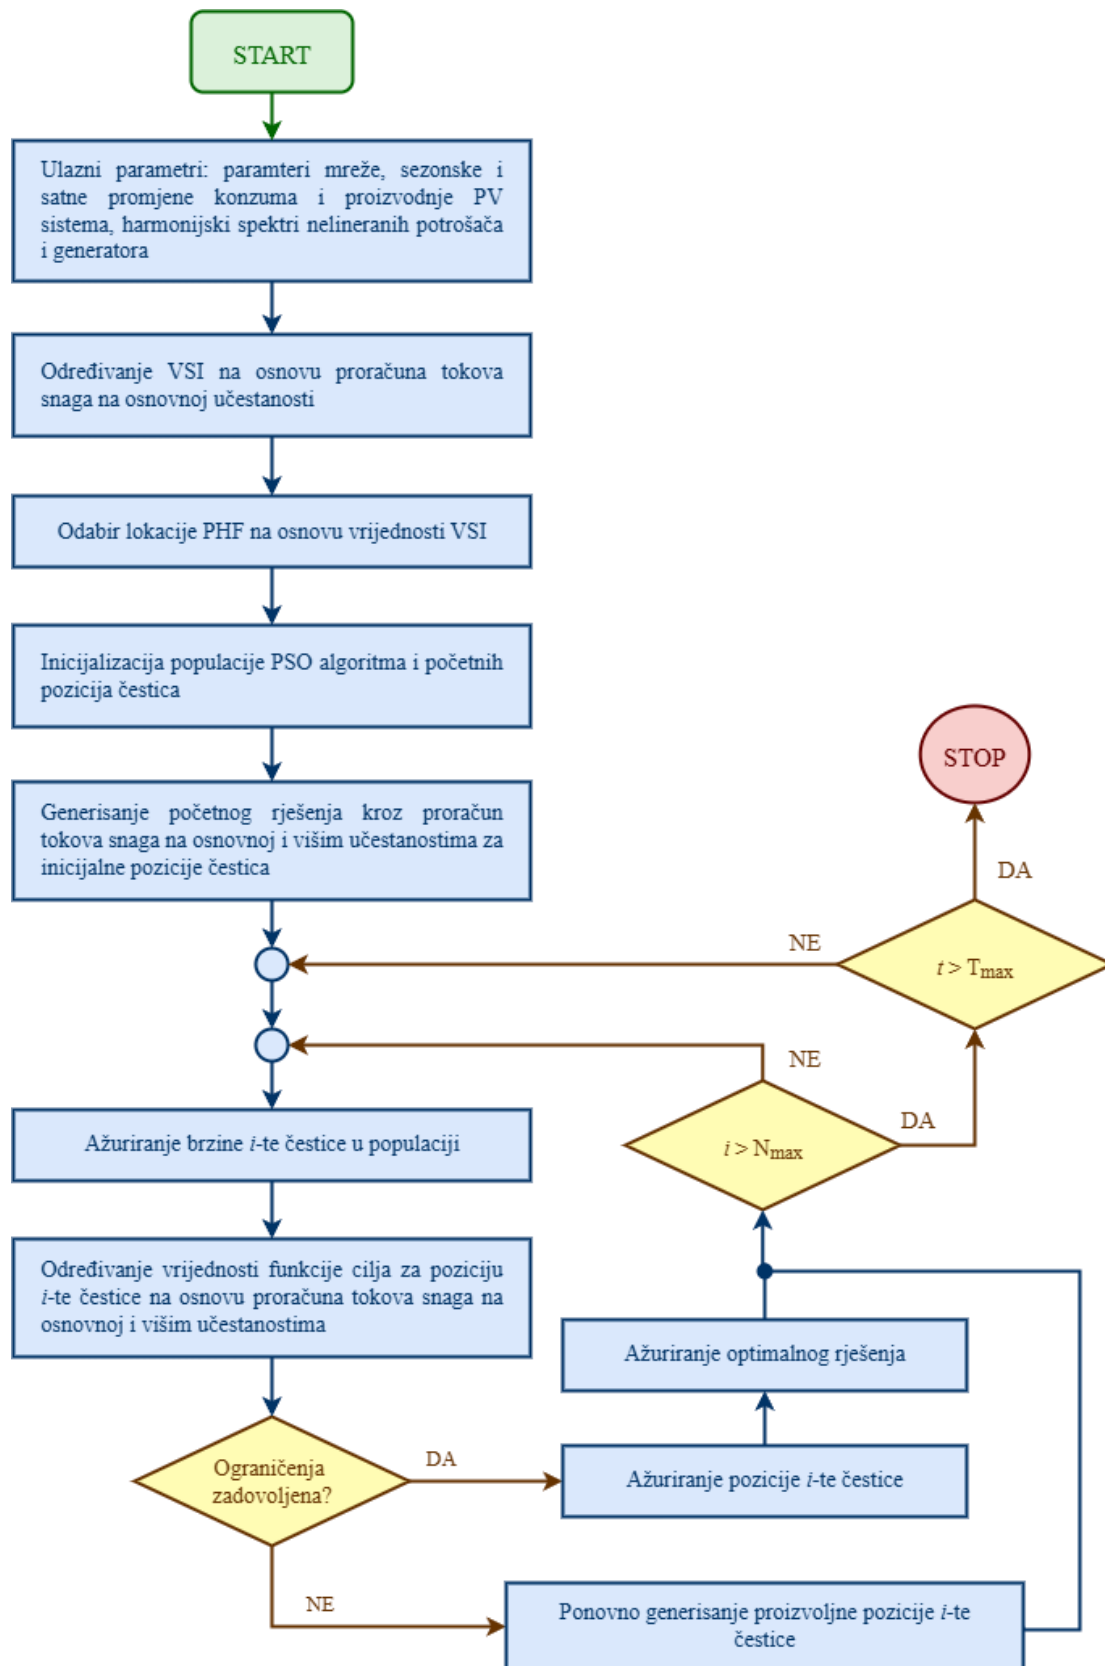 START
Ulazni parametri: paramteri mreže, sezonske i
satne promjene konzuma i proizvodnje PV
sistema, harmonijski spektri nelineranih potrošača
i generatora
Određivanje VSI na osnovu proračuna tokova
snaga na osnovnoj učestanosti
Odabir lokacije PHF na osnovu vrijednosti VSI
Inicijalizacija populacije PSO algoritma i početnih
pozicija čestica
Generisanje početnog rješenja kroz proračun
tokova snaga na osnovnoj i višim učestanostima za
inicijalne pozicije čestica
Ažuriranje brzine i-te čestice u populaciji
Određivanje vrijednosti funkcije cilja za poziciju
i-te čestice na osnovu proračuna tokova snaga na
osnovnoj i višim učestanostima
Ograničenja
zadovoljena?
DA
NE
Ažuriranje pozicije i-te čestice
Ažuriranje optimalnog rješenja
Ponovno generisanje proizvoljne pozicije i-te
čestice
i > Nmax
NE
DA
t > Tmax
NE
DA
STOP